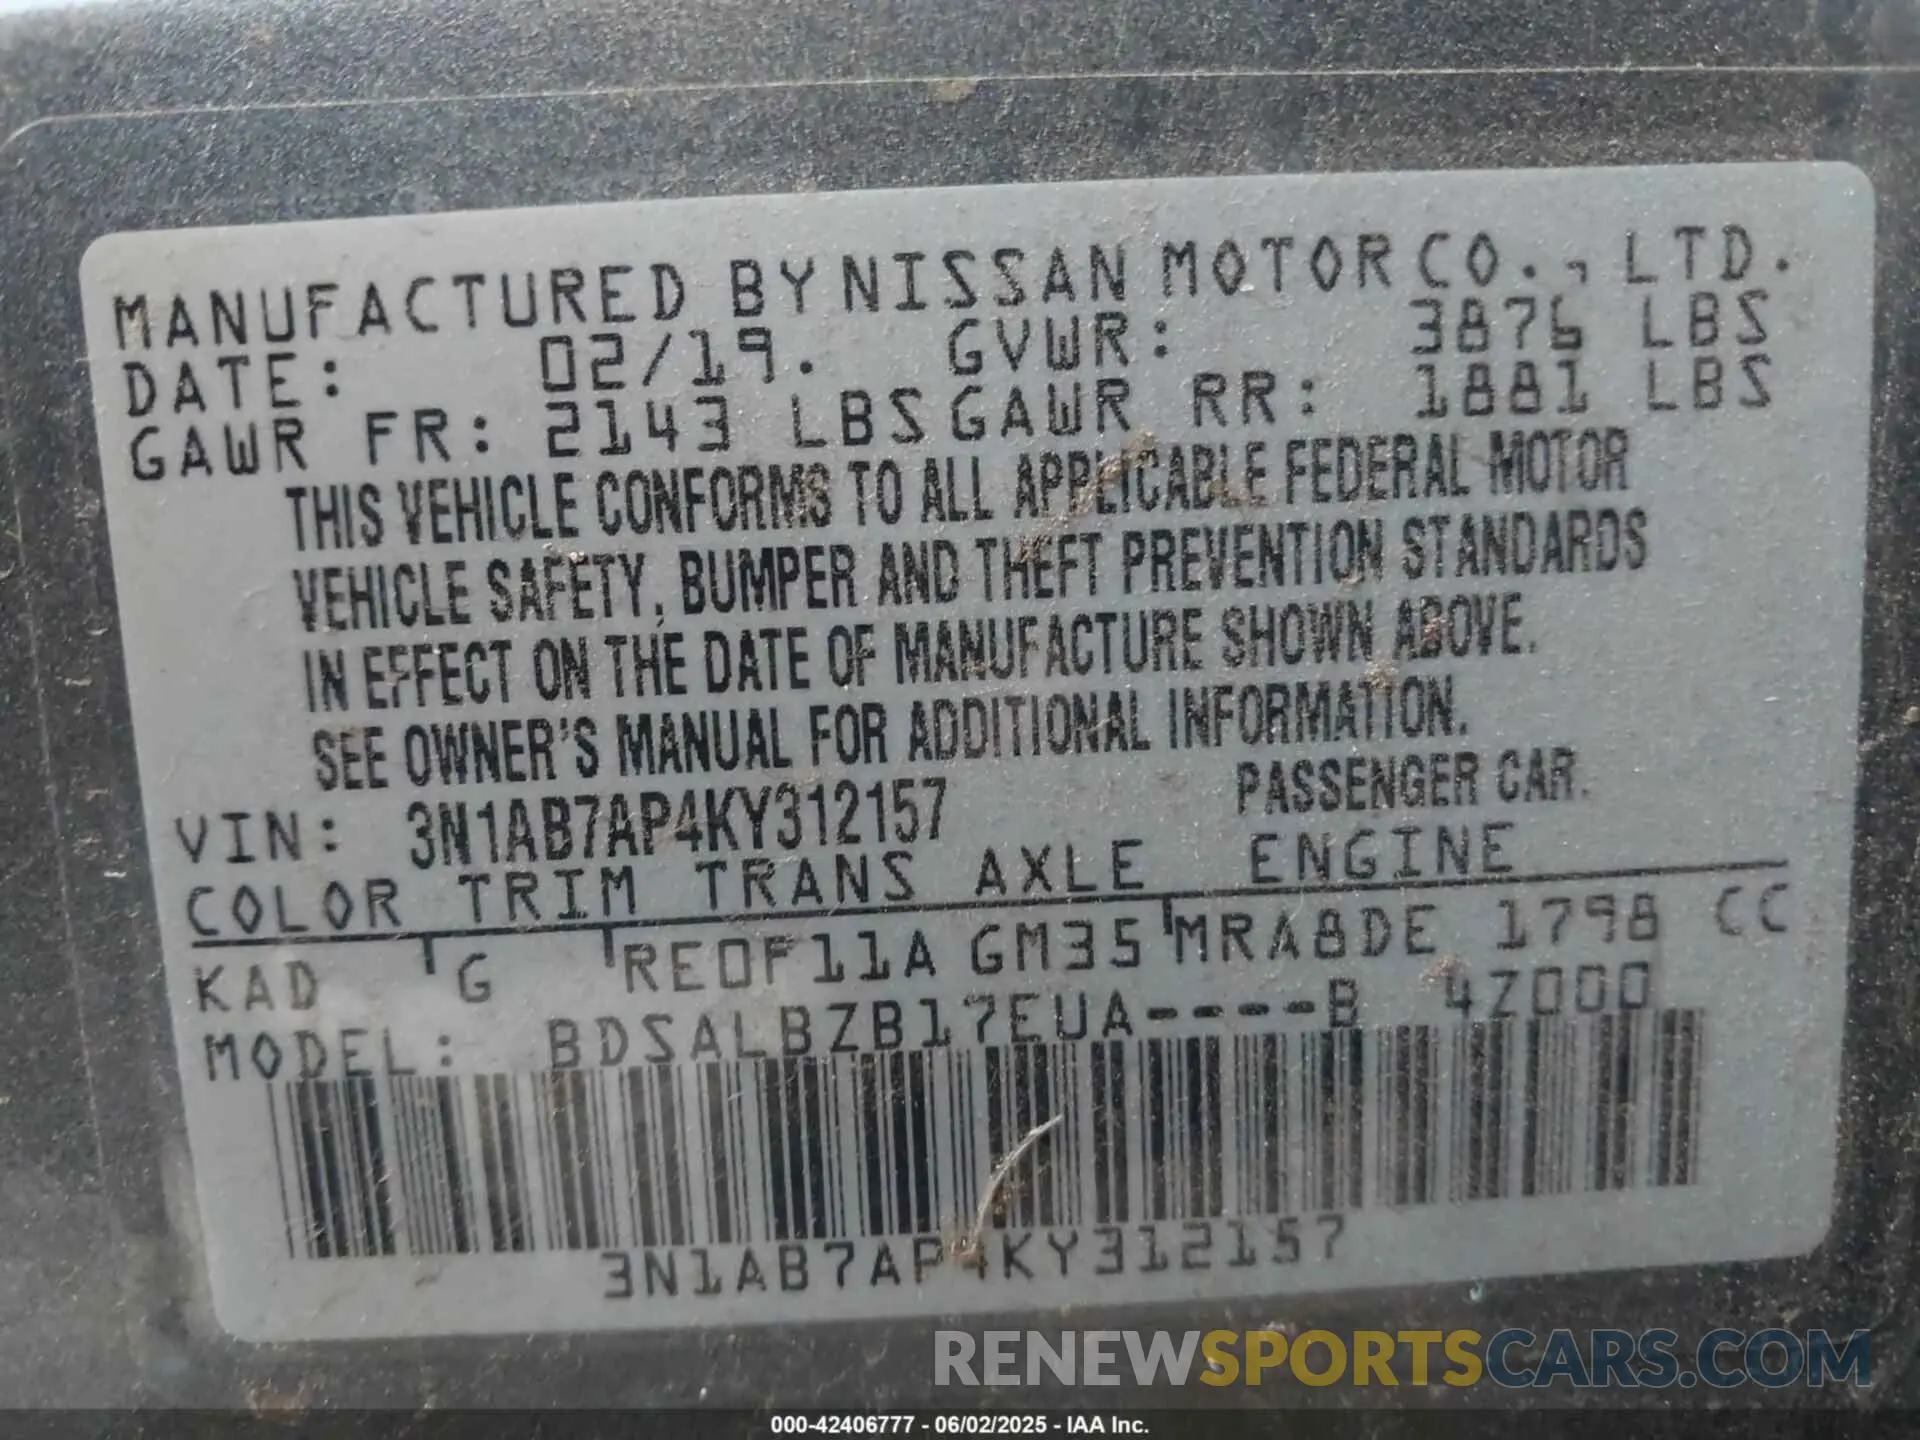 MANUFACTURED BY NISSAN MOTOR CO., LTD.
DATE: 02/19. GVWR: 3876 LBS
GAWR FR: 2143 LBS GAWR RR: 1881 LBS
THIS VEHICLE CONFORMS TO ALL APPLICABLE FEDERAL MOTOR
VEHICLE SAFETY, BUMPER AND THEFT PREVENTION STANDARDS
IN EFFECT ON THE DATE OF MANUFACTURE SHOWN ABOVE.
SEE OWNER'S MANUAL FOR ADDITIONAL INFORMATION.
VIN: 3N1AB7AP4KY312157 PASSENGER CAR.
COLOR TRIM TRANS AXLE ENGINE
KAD G RE0F11A GM35 MRA8DE 1798 CC
MODEL: BDSALBZB17EUA----B 4Z000
3N1AB7AP4KY312157
RENEWSPORTSCARS.COM
000-42406777 - 06/02/2025 - IAA Inc.